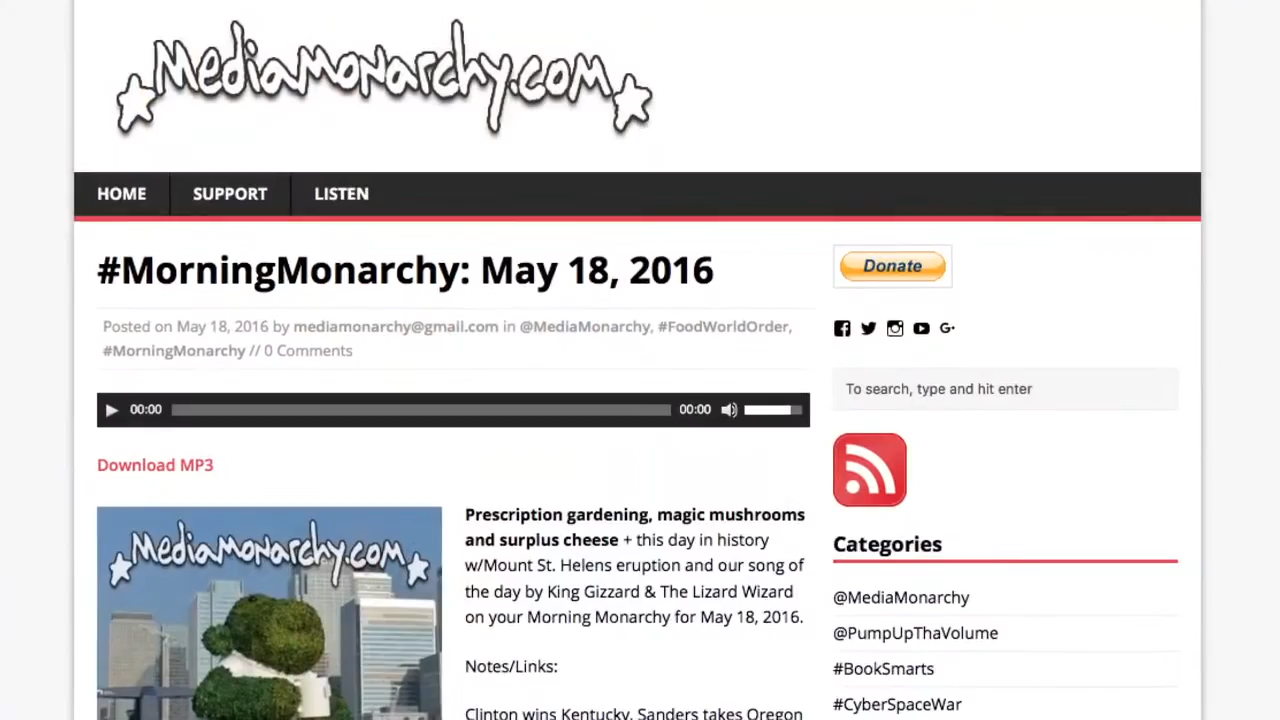 Mediamonarchy.com
HOME SUPPORT LISTEN
#MorningMonarchy: May 18, 2016
Posted on May 18, 2016 by mediamonarchy@gmail.com in @MediaMonarchy, #FoodWorldOrder,
#MorningMonarchy // 0 Comments
00:00 00:00
Download MP3
Mediamonarchy.com
Prescription gardening, magic mushrooms
and surplus cheese + this day in history
w/Mount St. Helens eruption and our song of
the day by King Gizzard & The Lizard Wizard
on your Morning Monarchy for May 18, 2016.
Notes/Links:
Clinton wins Kentucky, Sanders takes Oregon
Donate
To search, type and hit enter
Categories
@MediaMonarchy
@PumpUpThaVolume
#BookSmarts
#CyberSpaceWar